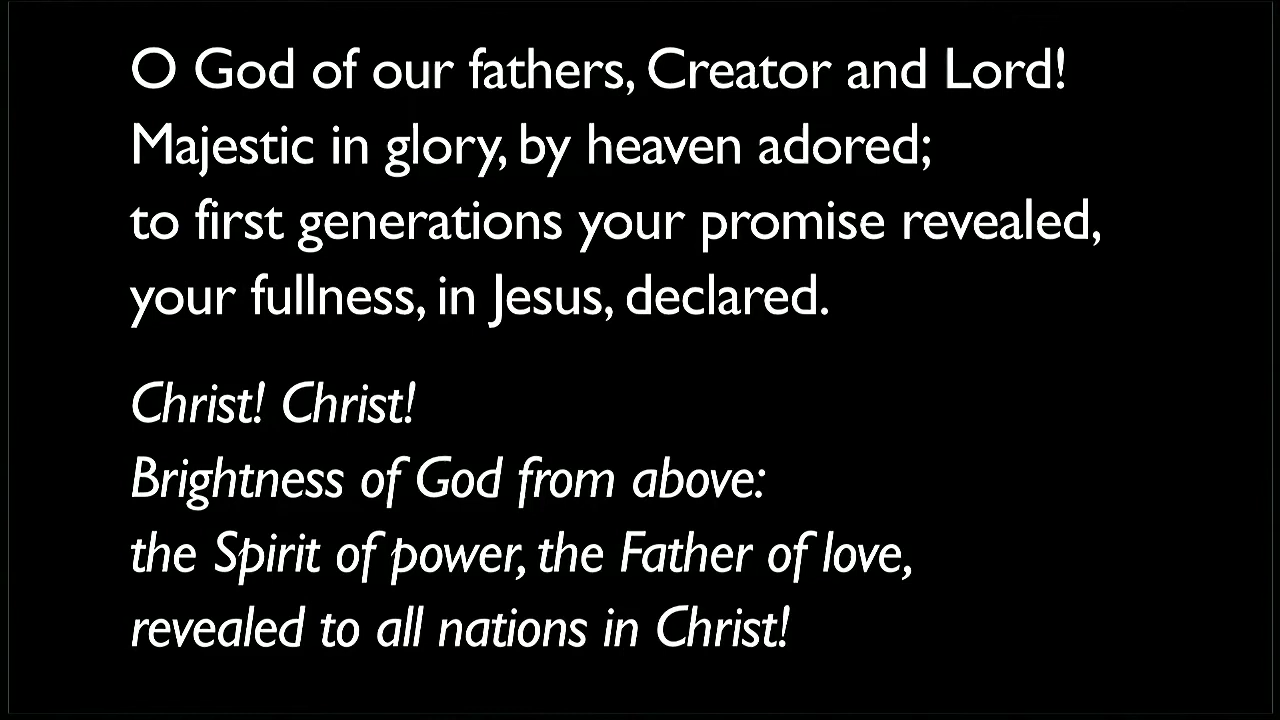 O God of our fathers, Creator and Lord!
Majestic in glory, by heaven adored;
to first generations your promise revealed,
your fullness, in Jesus, declared.
Christ! Christ!
Brightness of God from above:
the Spirit of power, the Father of love,
revealed to all nations in Christ!